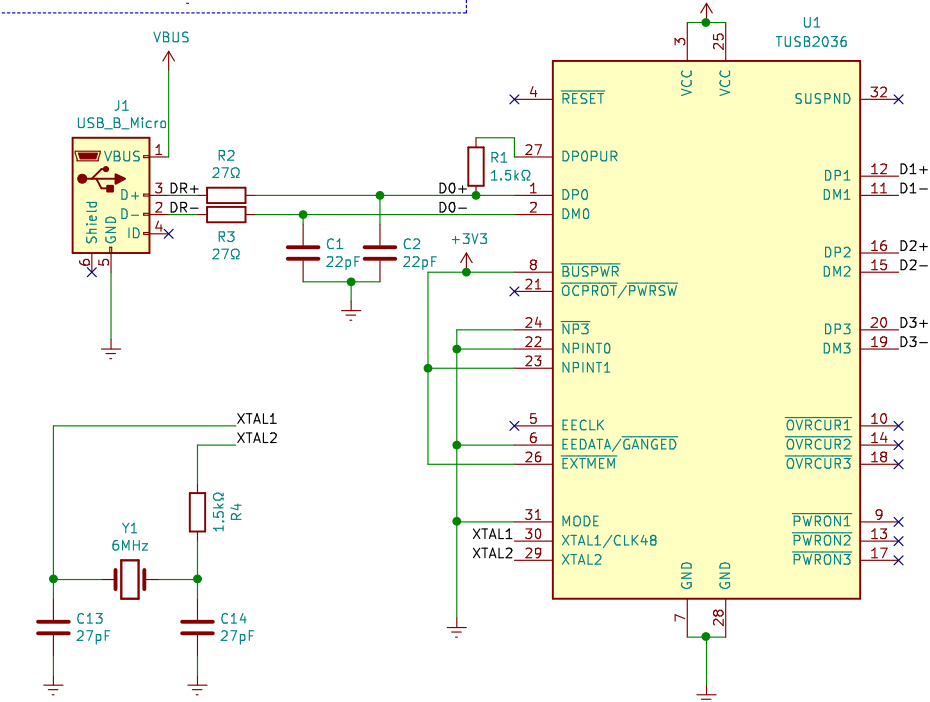 VBUS
J1
USB_B_Micro
VBUS
1
D+
3
DR+
D-
2
DR-
ID
4
Shield
GND
6
5
R2
27Ω
R3
27Ω
C1
22pF
C2
22pF
R1
1.5kΩ
D0+
D0-
+3V3
U1
TUSB2036
3
25
VCC
VCC
4
RESET
27
DP0PUR
1
DP0
2
DM0
8
BUSPWR
21
OCPROT/PWRSW
24
NP3
22
NPINT0
23
NPINT1
5
EECLK
6
EEDATA/GANGED
26
EXTMEM
31
MODE
XTAL1
30
XTAL1/CLK48
XTAL2
29
XTAL2
SUSPND
32
DP1
12
D1+
DM1
11
D1-
DP2
16
D2+
DM2
15
D2-
DP3
20
D3+
DM3
19
D3-
OVRCUR1
10
OVRCUR2
14
OVRCUR3
18
PWRON1
9
PWRON2
13
PWRON3
17
GND
GND
7
28
XTAL1
XTAL2
1.5kΩ
R4
Y1
6MHz
C13
27pF
C14
27pF